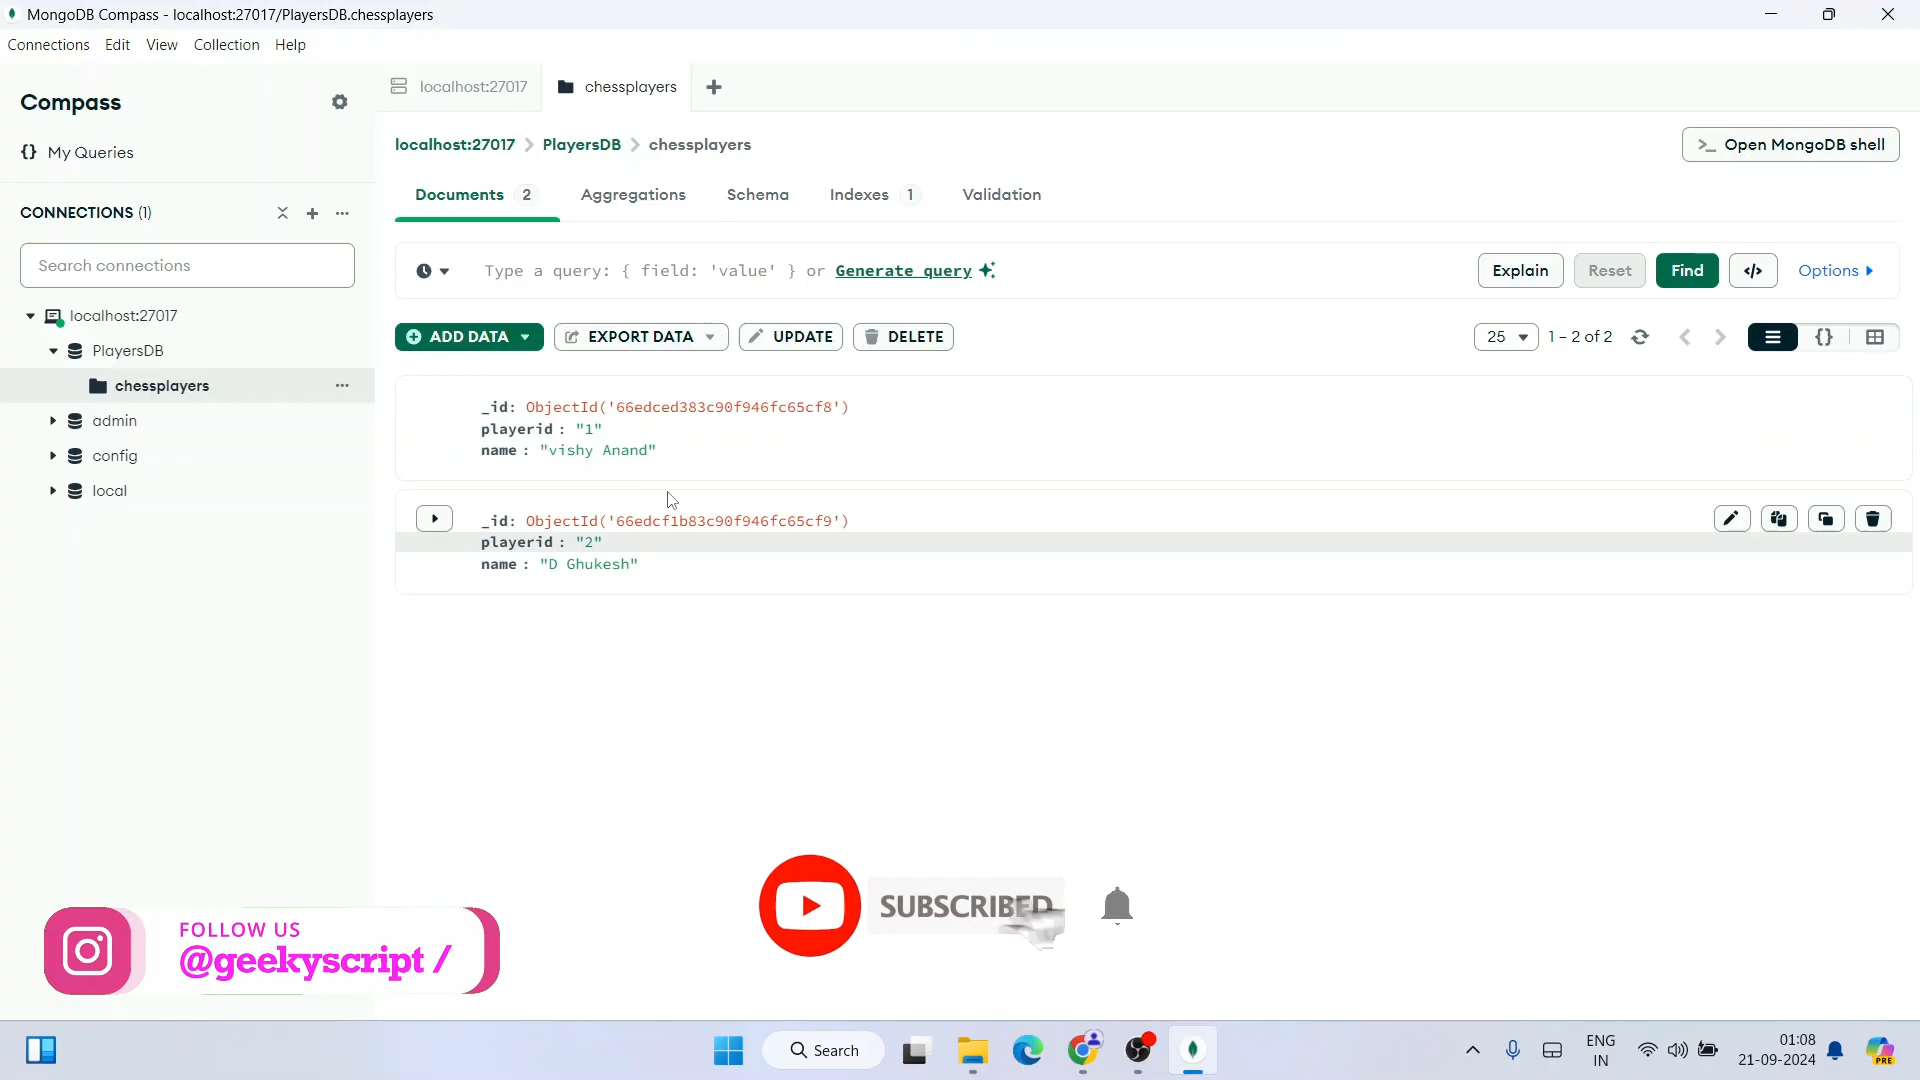 MongoDB Compass - localhost:27017/PlayersDB.chessplayers
Connections Edit View Collection Help
Compass
localhost:27017 chessplayers
{} My Queries
localhost:27017 > PlayersDB > chessplayers
>_ Open MongoDB shell
Documents 2 Aggregations Schema Indexes 1 Validation
CONNECTIONS (1)
Search connections
Type a query: { field: 'value' } or Generate query
Explain Reset Find </> Options
localhost:27017
PlayersDB
chessplayers
admin
config
local
ADD DATA EXPORT DATA UPDATE DELETE
25 1 – 2 of 2 {}
_id: ObjectId('66edced383c90f946fc65cf8')
playerid : "1"
name : "vishy Anand"
_id: ObjectId('66edcf1b83c90f946fc65cf9')
playerid : "2"
name : "D Ghukesh"
FOLLOW US
@geekyscript /
SUBSCRIBED
Search
ENG
IN
01:08
21-09-2024
PRE